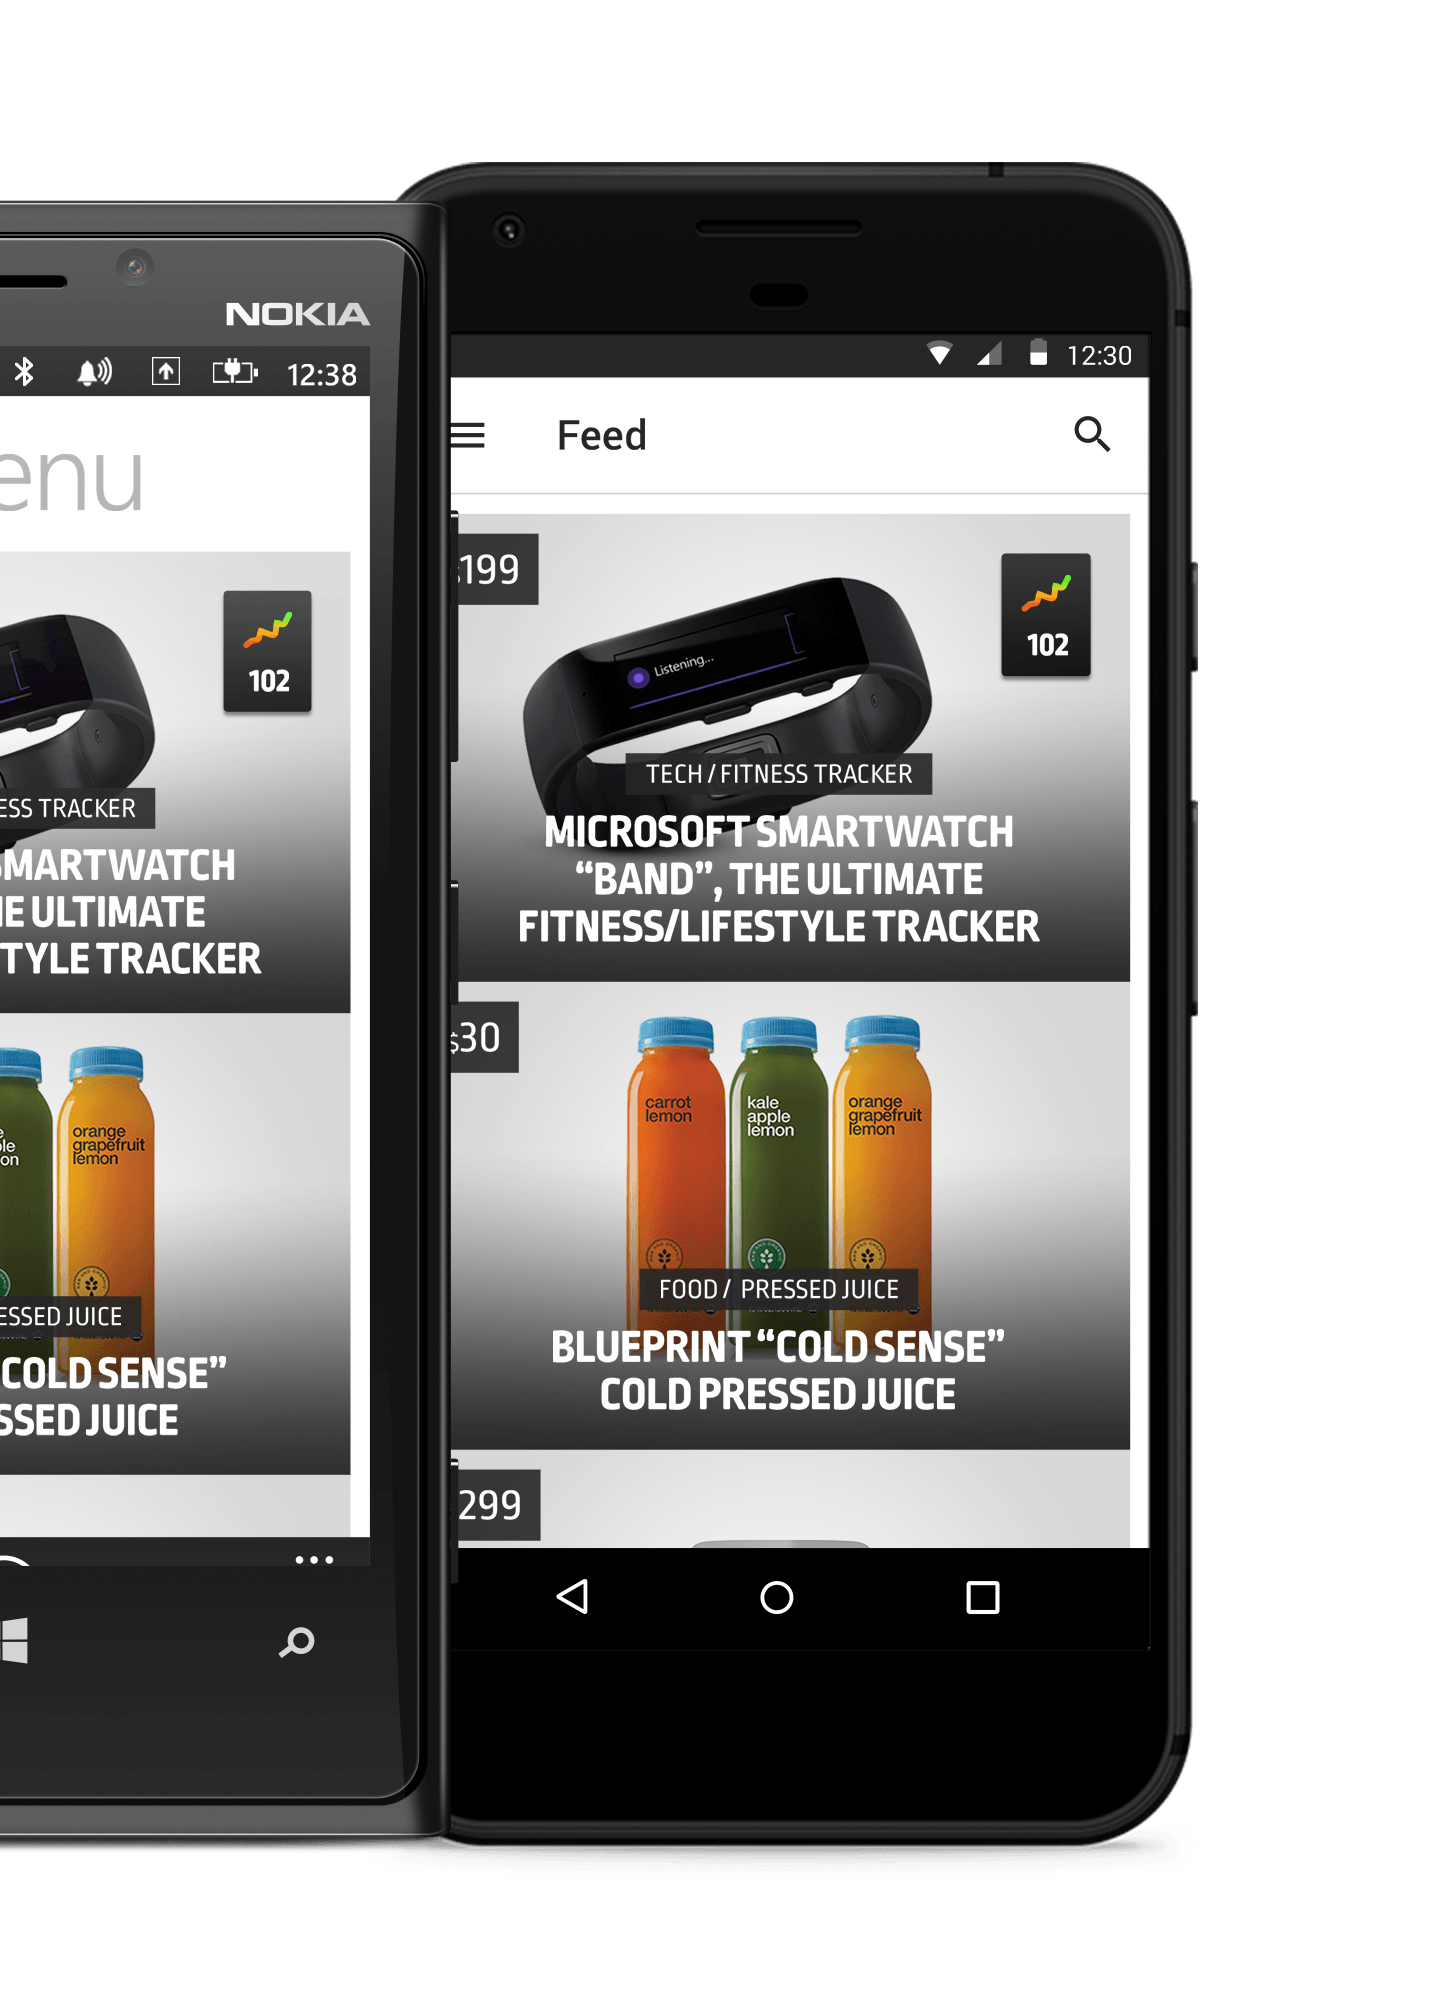 NOKIA
12:38
enu
102
ESS TRACKER
SMARTWATCH
HE ULTIMATE
TYLE TRACKER
orange
grapefruit
lemon
ESSED JUICE
COLD SENSE”
SSED JUICE
12:30
Feed
$199
102
Listening...
TECH / FITNESS TRACKER
MICROSOFT SMARTWATCH
“BAND”, THE ULTIMATE
FITNESS/LIFESTYLE TRACKER
$30
carrot
lemon
kale
apple
lemon
orange
grapefruit
lemon
FOOD / PRESSED JUICE
BLUEPRINT “COLD SENSE”
COLD PRESSED JUICE
299